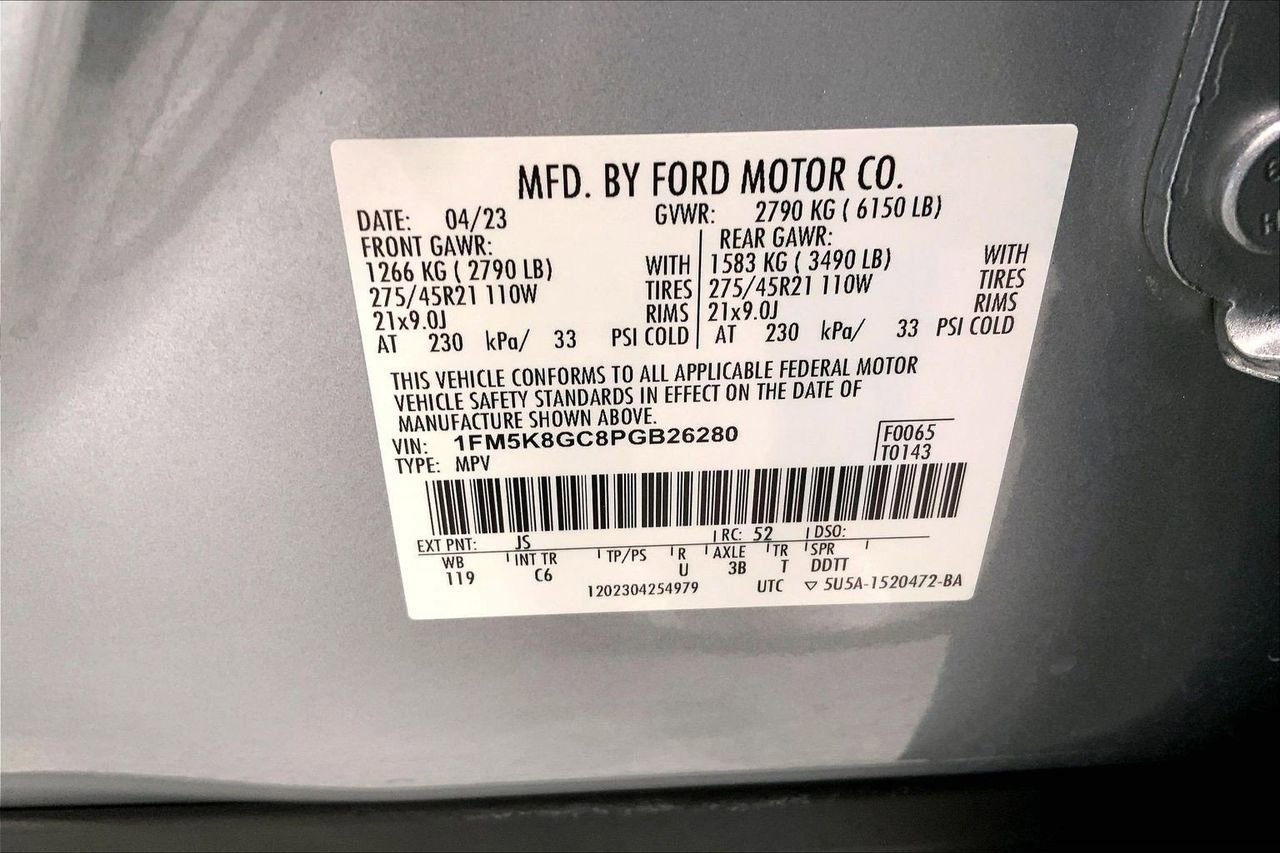 MFD. BY FORD MOTOR CO.
DATE: 04/23 GVWR: 2790 KG ( 6150 LB)
FRONT GAWR: REAR GAWR:
1266 KG ( 2790 LB) WITH 1583 KG ( 3490 LB) WITH
275/45R21 110W TIRES 275/45R21 110W TIRES
21x9.0J RIMS 21x9.0J RIMS
AT 230 kPa/ 33 PSI COLD AT 230 kPa/ 33 PSI COLD
THIS VEHICLE CONFORMS TO ALL APPLICABLE FEDERAL MOTOR
VEHICLE SAFETY STANDARDS IN EFFECT ON THE DATE OF
MANUFACTURE SHOWN ABOVE.
VIN: 1FM5K8GC8PGB26280 F0065
TYPE: MPV T0143
EXT PNT: JS RC: 52 DSO:
WB INT TR TP/PS R AXLE TR SPR
119 C6 U 3B T DDTT
1202304254979 UTC ▽ 5U5A-1520472-BA